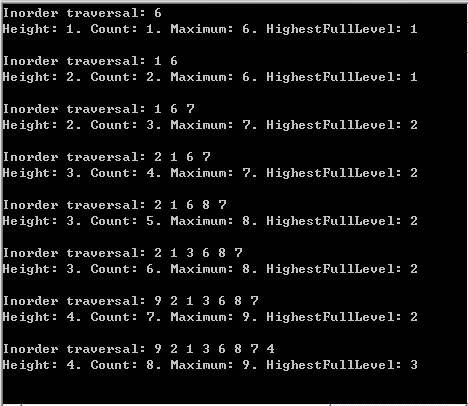 Inorder traversal: 6
Height: 1. Count: 1. Maximum: 6. HighestFullLevel: 1
Inorder traversal: 1 6
Height: 2. Count: 2. Maximum: 6. HighestFullLevel: 1
Inorder traversal: 1 6 7
Height: 2. Count: 3. Maximum: 7. HighestFullLevel: 2
Inorder traversal: 2 1 6 7
Height: 3. Count: 4. Maximum: 7. HighestFullLevel: 2
Inorder traversal: 2 1 6 8 7
Height: 3. Count: 5. Maximum: 8. HighestFullLevel: 2
Inorder traversal: 2 1 3 6 8 7
Height: 3. Count: 6. Maximum: 8. HighestFullLevel: 2
Inorder traversal: 9 2 1 3 6 8 7
Height: 4. Count: 7. Maximum: 9. HighestFullLevel: 2
Inorder traversal: 9 2 1 3 6 8 7 4
Height: 4. Count: 8. Maximum: 9. HighestFullLevel: 3